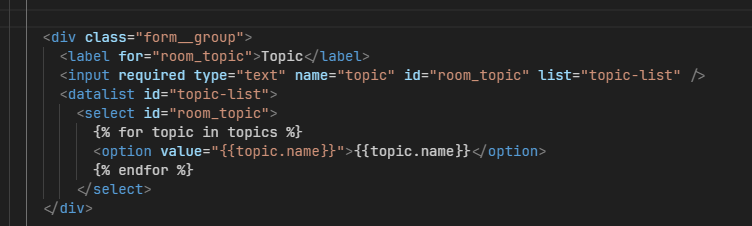 <div class="form__group">
<label for="room_topic">Topic</label>
<input required type="text" name="topic" id="room_topic" list="topic-list" />
<datalist id="topic-list">
<select id="room_topic">
{% for topic in topics %}
<option value="{{topic.name}}">{{topic.name}}</option>
{% endfor %}
</select>
</div>